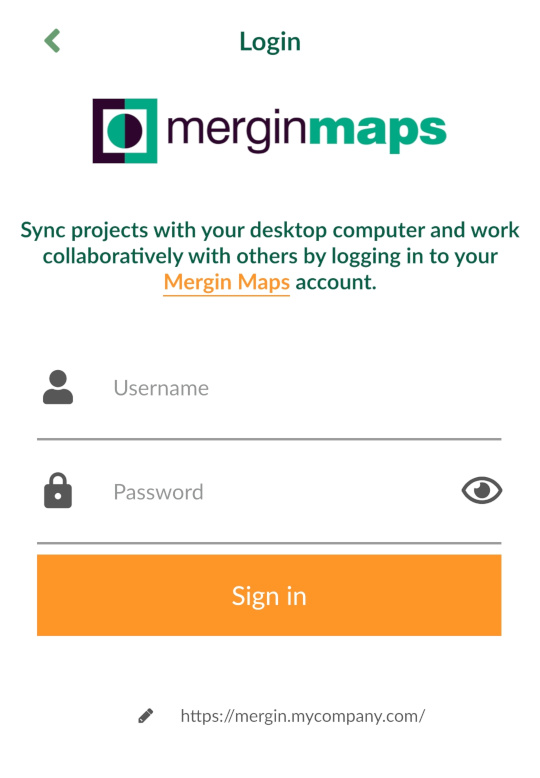 Login
merginmaps
Sync projects with your desktop computer and work
collaboratively with others by logging in to your
Mergin Maps account.
Username
Password
Sign in
https://mergin.mycompany.com/